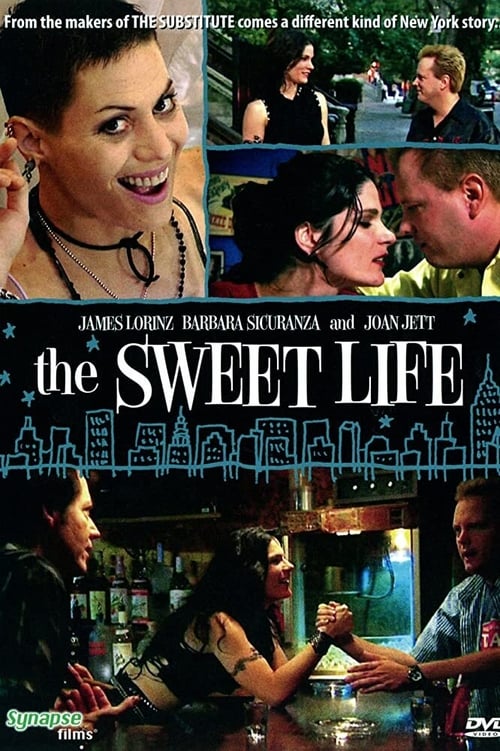 From the makers of THE SUBSTITUTE comes a different kind of New York story:
JAMES LORINZ BARBARA SICURANZA and JOAN JETT
the SWEET LIFE
Synapse
films
DVD
VIDEO